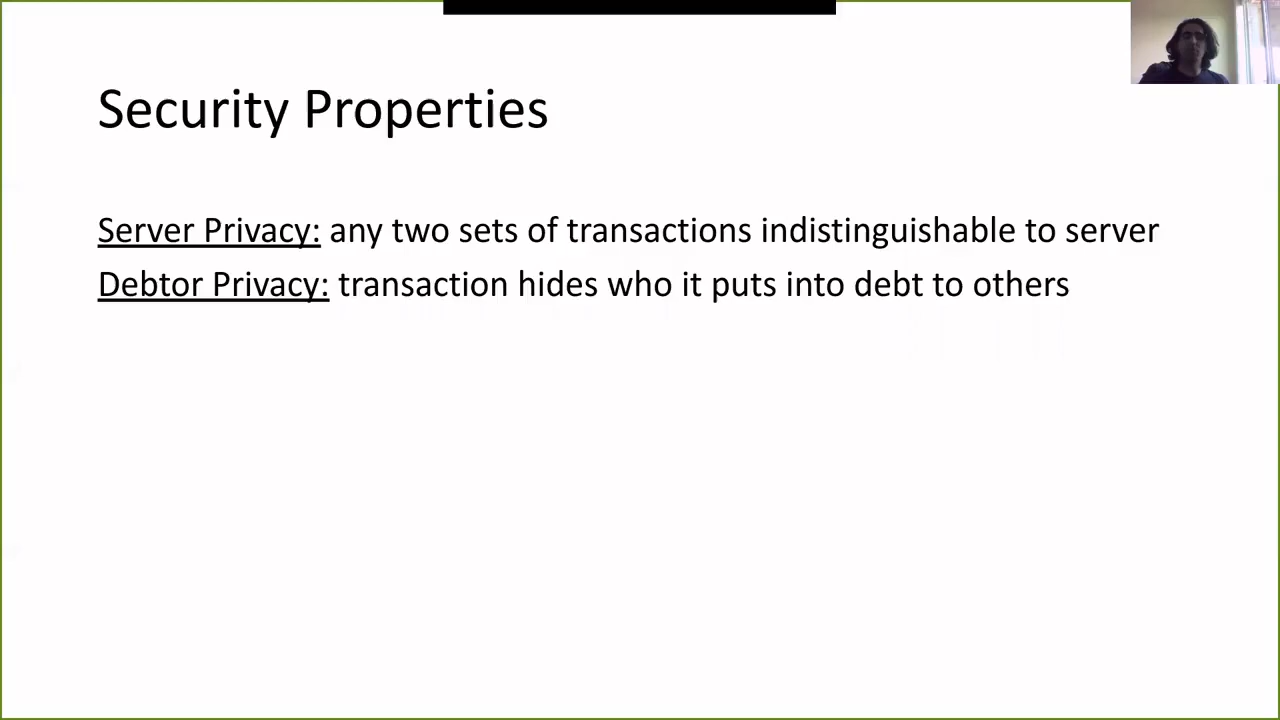 Security Properties
Server Privacy: any two sets of transactions indistinguishable to server
Debtor Privacy: transaction hides who it puts into debt to others